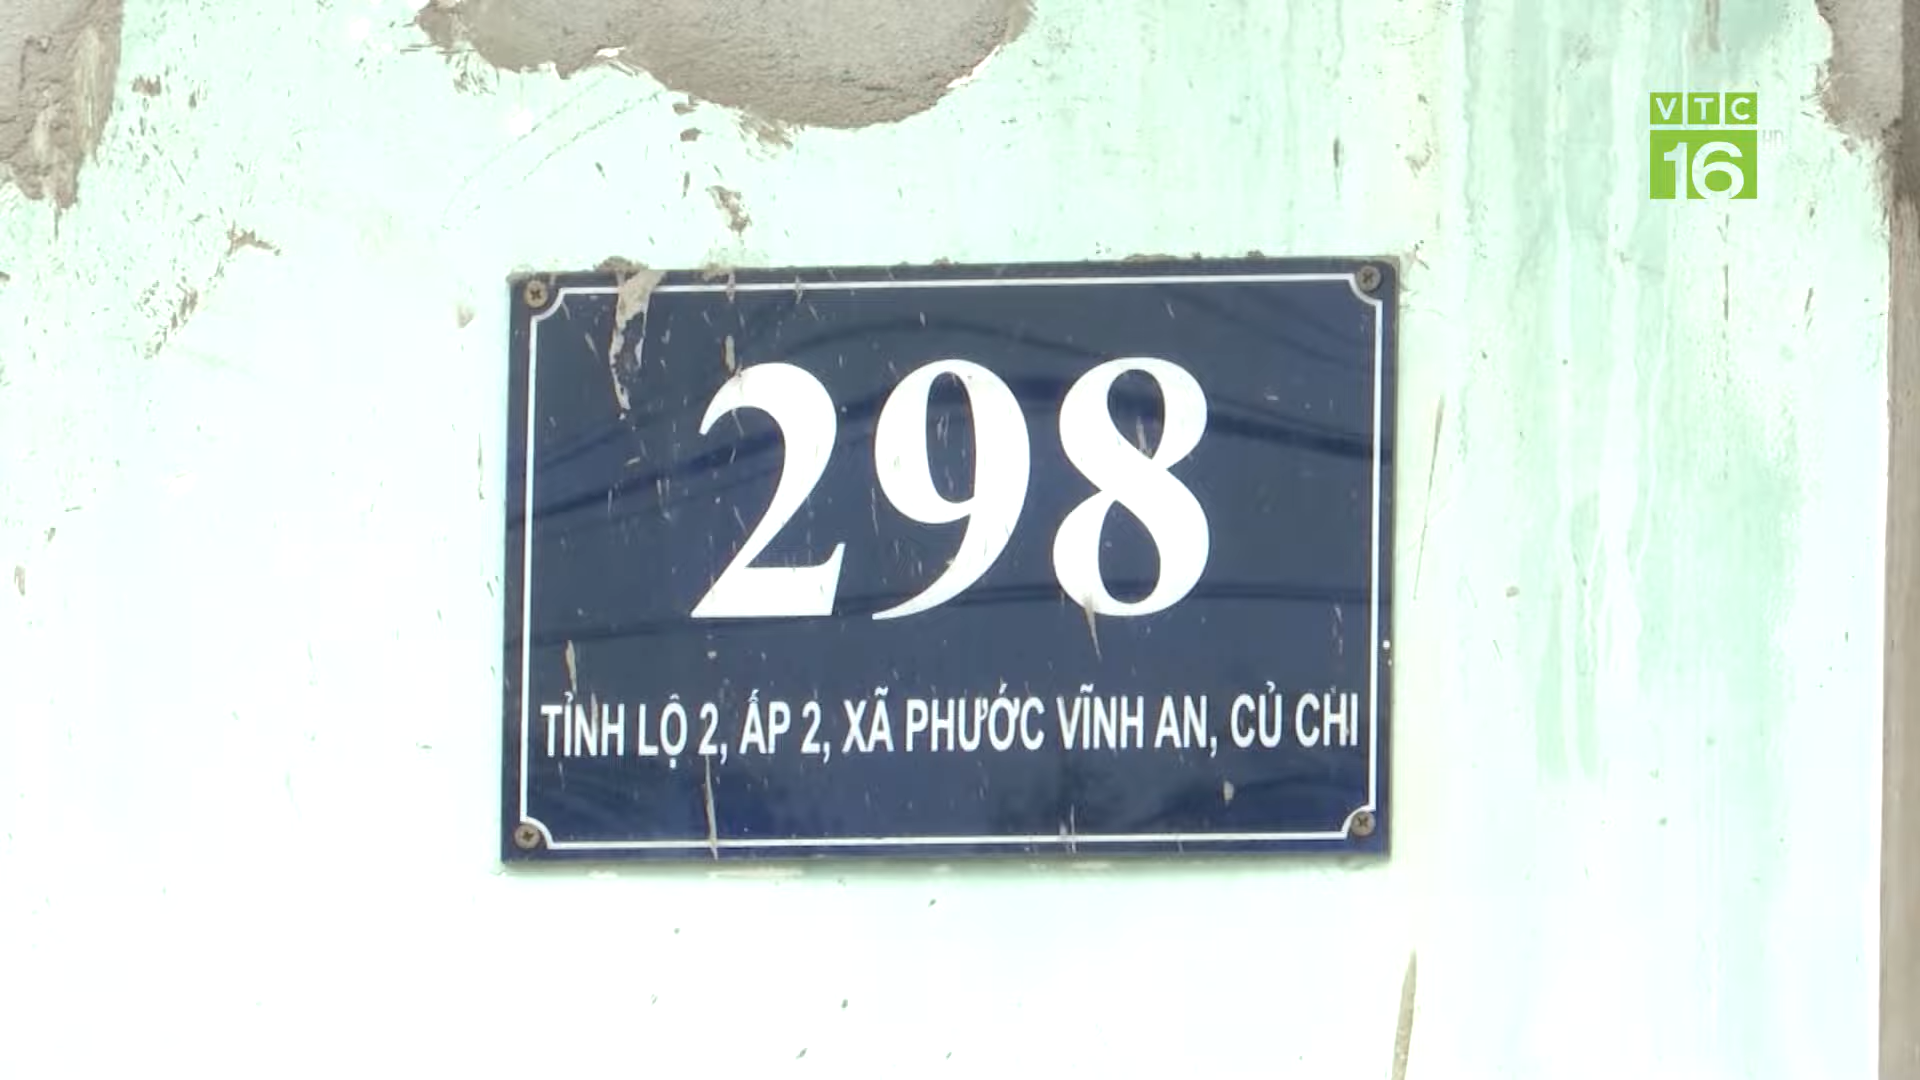 VTC
16
298
TỈNH LỘ 2, ẤP 2, XÃ PHƯỚC VĨNH AN, CỦ CHI